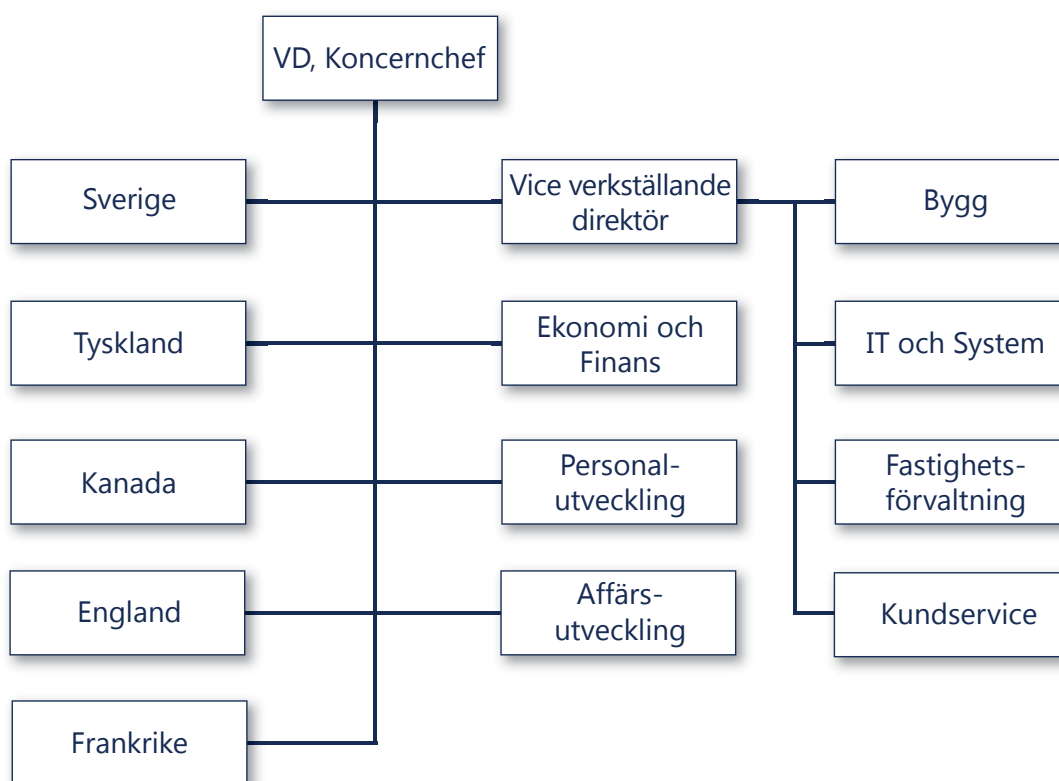 VD, Koncernchef
Sverige
Vice verkställande
direktör
Bygg
Tyskland
Ekonomi och
Finans
IT och System
Kanada
Personal-
utveckling
Fastighets-
förvaltning
England
Affärs-
utveckling
Kundservice
Frankrike